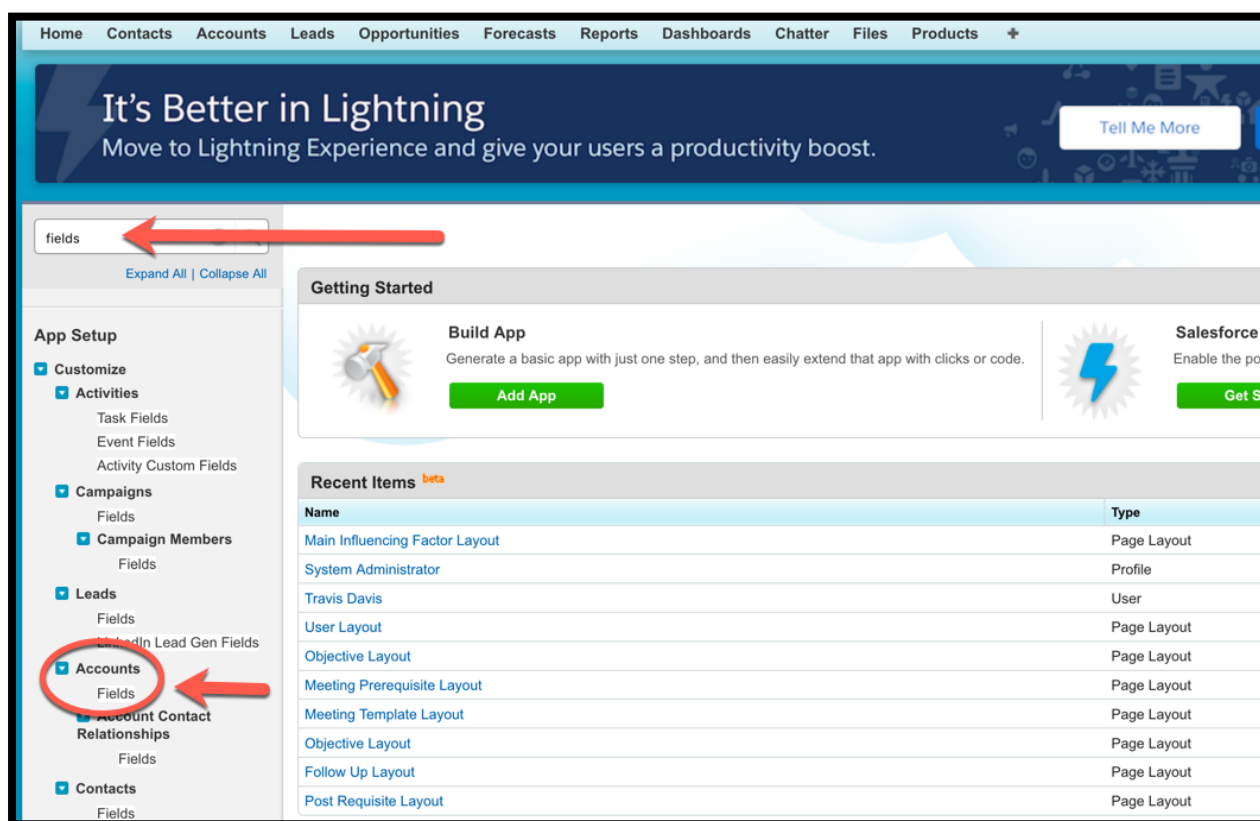 Home Contacts Accounts Leads Opportunities Forecasts Reports Dashboards Chatter Files Products +
It's Better in Lightning
Move to Lightning Experience and give your users a productivity boost.
Tell Me More
fields
Expand All | Collapse All
App Setup
Customize
Activities
Task Fields
Event Fields
Activity Custom Fields
Campaigns
Fields
Campaign Members
Fields
Leads
Fields
LinkedIn Lead Gen Fields
Accounts
Fields
Account Contact
Relationships
Fields
Contacts
Fields
Getting Started
Build App
Generate a basic app with just one step, and then easily extend that app with clicks or code.
Add App
Salesforce
Enable the po
Get S
Recent Items beta
Name Type
Main Influencing Factor Layout Page Layout
System Administrator Profile
Travis Davis User
User Layout Page Layout
Objective Layout Page Layout
Meeting Prerequisite Layout Page Layout
Meeting Template Layout Page Layout
Objective Layout Page Layout
Follow Up Layout Page Layout
Post Requisite Layout Page Layout